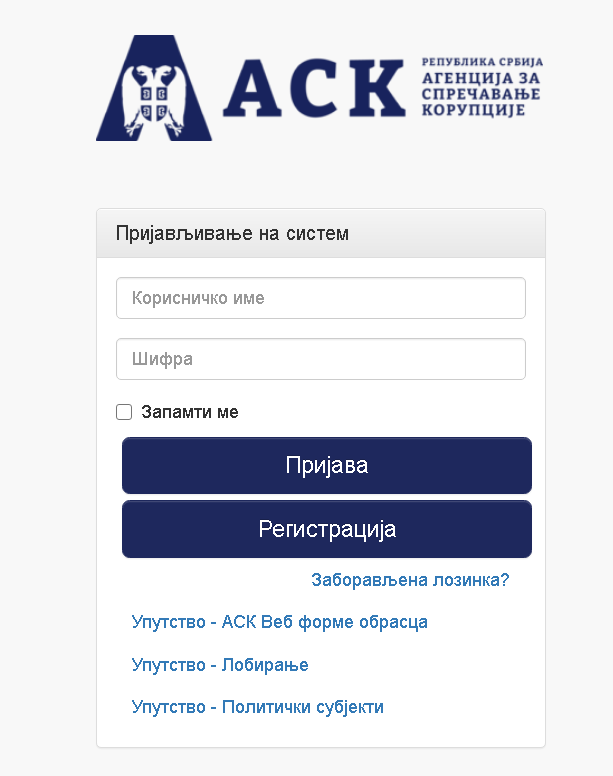 АСК
РЕПУБЛИКА СРБИЈА
АГЕНЦИЈА ЗА
СПРЕЧАВАЊЕ
КОРУПЦИЈЕ
Пријављивање на систем
Корисничко име
Шифра
Запамти ме
Пријава
Регистрација
Заборављена лозинка?
Упутство - АСК Веб форме обрасца
Упутство - Лобирање
Упутство - Политички субјекти